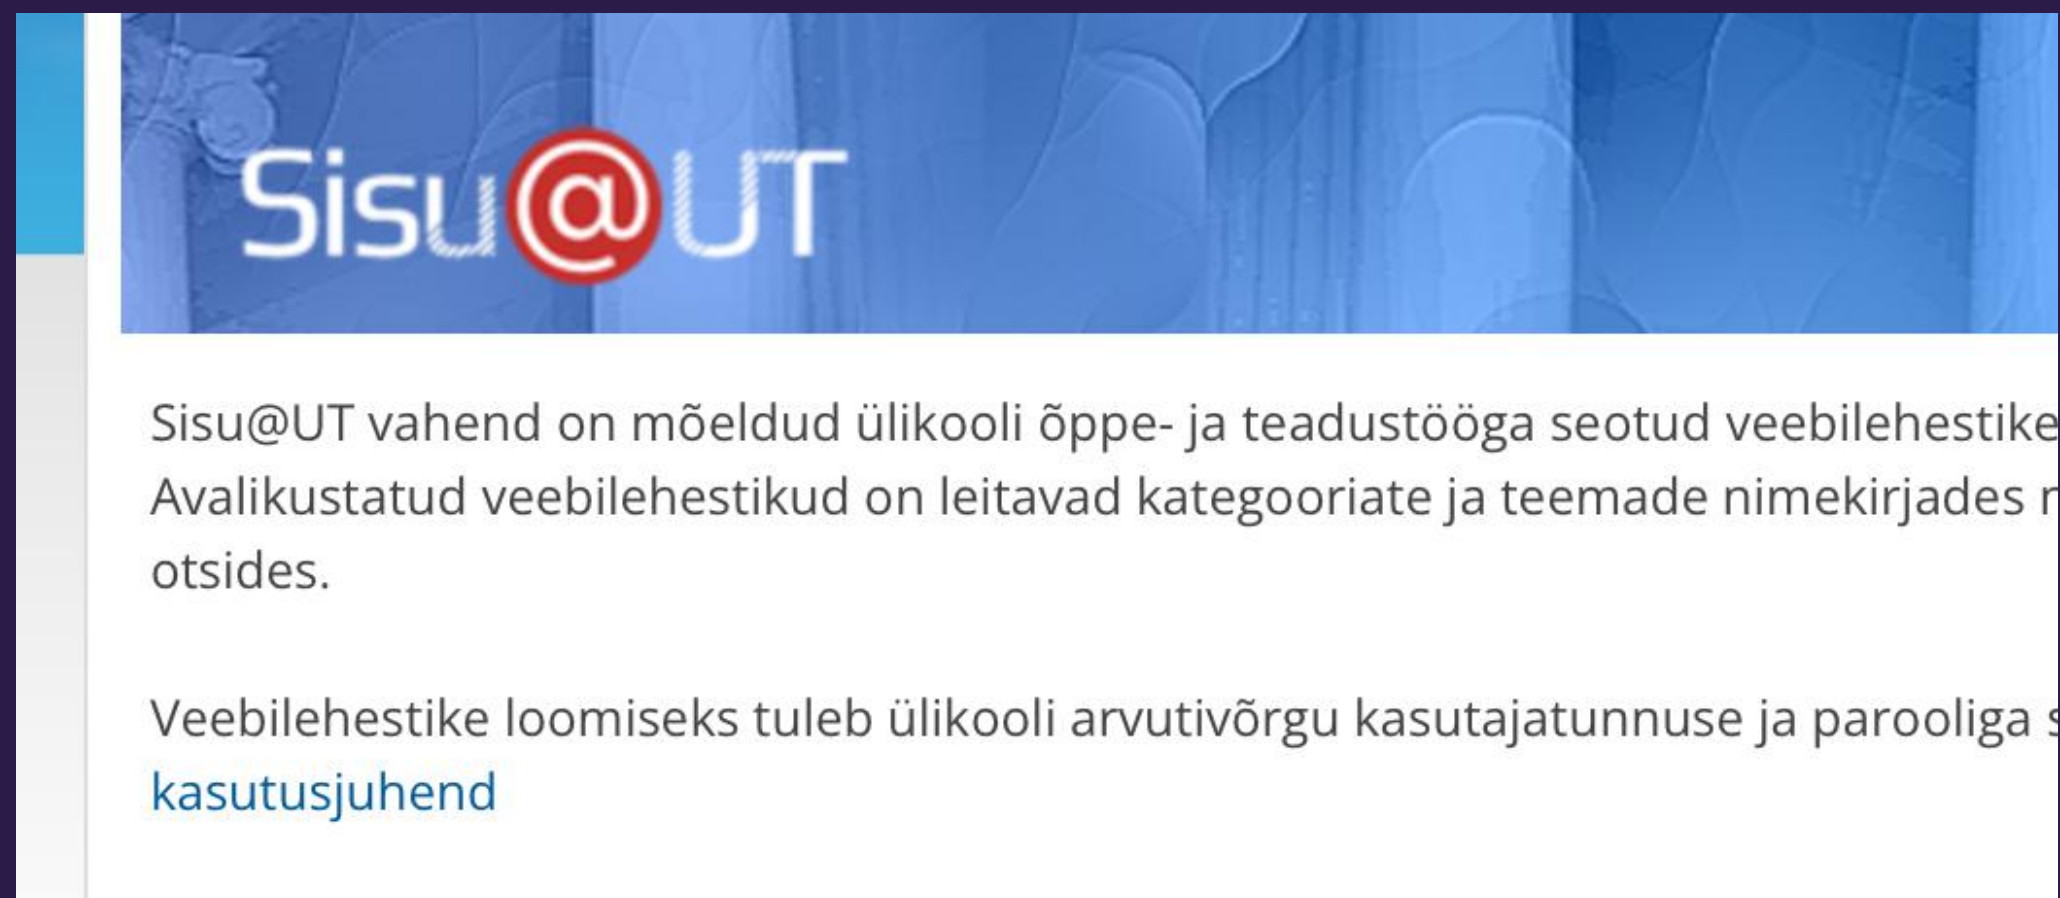 Sisu@UT
Sisu@UT vahend on mõeldud ülikooli õppe- ja teadustööga seotud veebilehestike
Avalikustatud veebilehestikud on leitavad kategooriate ja teemade nimekirjades
otsides.
Veebilehestike loomiseks tuleb ülikooli arvutivõrgu kasutajatunnuse ja parooliga
kasutusjuhend